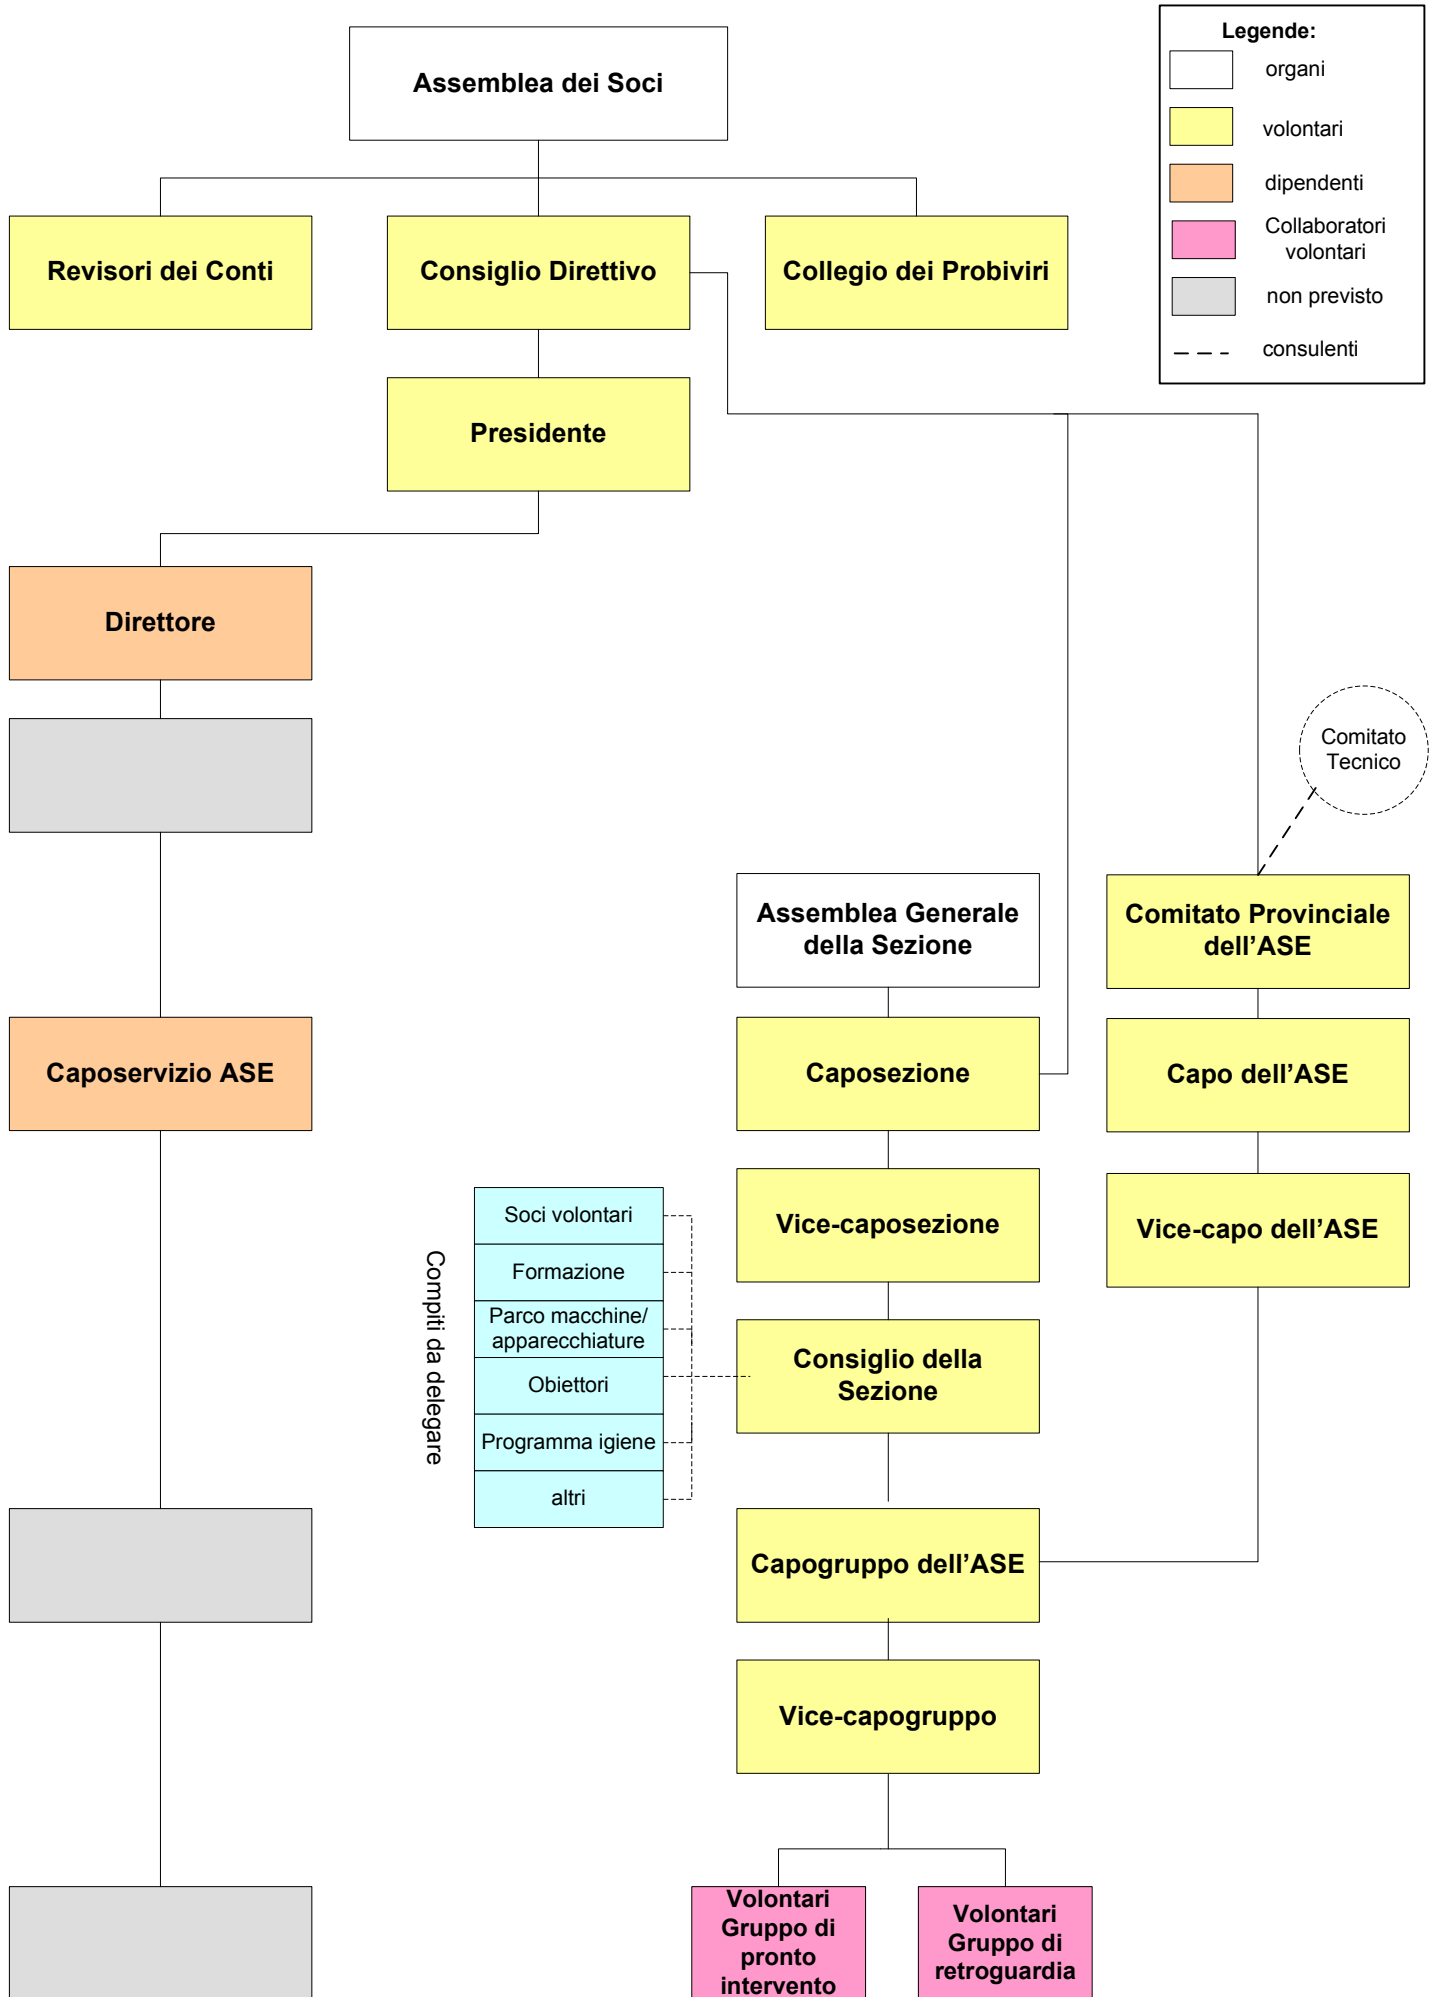 Legende:
organi
volontari
dipendenti
Collaboratori
volontari
non previsto
consulenti
Assemblea dei Soci
Revisori dei Conti
Consiglio Direttivo
Collegio dei Probiviri
Presidente
Direttore
Comitato
Tecnico
Assemblea Generale
della Sezione
Comitato Provinciale
dell'ASE
Caposervizio ASE
Caposezione
Capo dell'ASE
Vice-caposezione
Vice-capo dell'ASE
Compiti da delegare
Soci volontari
Formazione
Parco macchine/
apparecchiature
Obiettori
Programma igiene
altri
Consiglio della
Sezione
Capogruppo dell'ASE
Vice-capogruppo
Volontari
Gruppo di
pronto
intervento
Volontari
Gruppo di
retroguardia